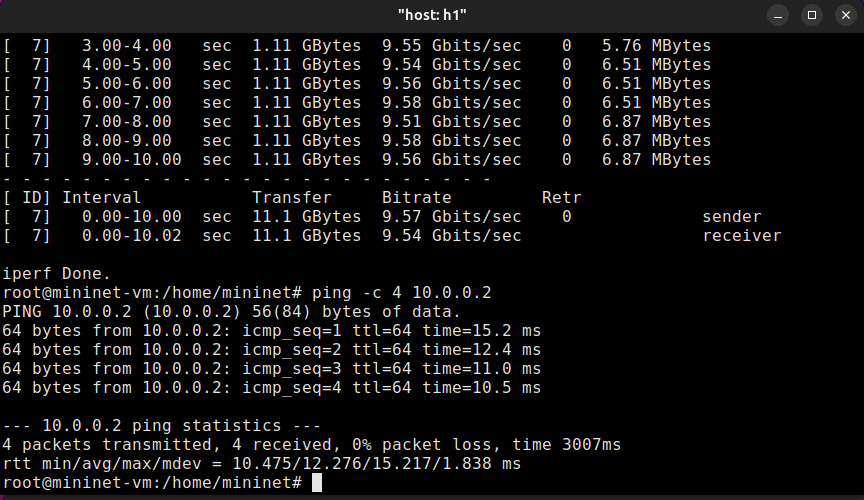 "host: h1"
[  7]   3.00-4.00   sec  1.11 GBytes  9.55 Gbits/sec    0   5.76 MBytes
[  7]   4.00-5.00   sec  1.11 GBytes  9.54 Gbits/sec    0   6.51 MBytes
[  7]   5.00-6.00   sec  1.11 GBytes  9.56 Gbits/sec    0   6.51 MBytes
[  7]   6.00-7.00   sec  1.11 GBytes  9.58 Gbits/sec    0   6.51 MBytes
[  7]   7.00-8.00   sec  1.11 GBytes  9.51 Gbits/sec    0   6.87 MBytes
[  7]   8.00-9.00   sec  1.11 GBytes  9.58 Gbits/sec    0   6.87 MBytes
[  7]   9.00-10.00  sec  1.11 GBytes  9.56 Gbits/sec    0   6.87 MBytes
- - - - - - - - - - - - - - - - - - - - - - - - -
[ ID] Interval           Transfer     Bitrate         Retr
[  7]   0.00-10.00  sec  11.1 GBytes  9.57 Gbits/sec    0             sender
[  7]   0.00-10.02  sec  11.1 GBytes  9.54 Gbits/sec                  receiver
iperf Done.
root@mininet-vm:/home/mininet# ping -c 4 10.0.0.2
PING 10.0.0.2 (10.0.0.2) 56(84) bytes of data.
64 bytes from 10.0.0.2: icmp_seq=1 ttl=64 time=15.2 ms
64 bytes from 10.0.0.2: icmp_seq=2 ttl=64 time=12.4 ms
64 bytes from 10.0.0.2: icmp_seq=3 ttl=64 time=11.0 ms
64 bytes from 10.0.0.2: icmp_seq=4 ttl=64 time=10.5 ms
--- 10.0.0.2 ping statistics ---
4 packets transmitted, 4 received, 0% packet loss, time 3007ms
rtt min/avg/max/mdev = 10.475/12.276/15.217/1.838 ms
root@mininet-vm:/home/mininet#